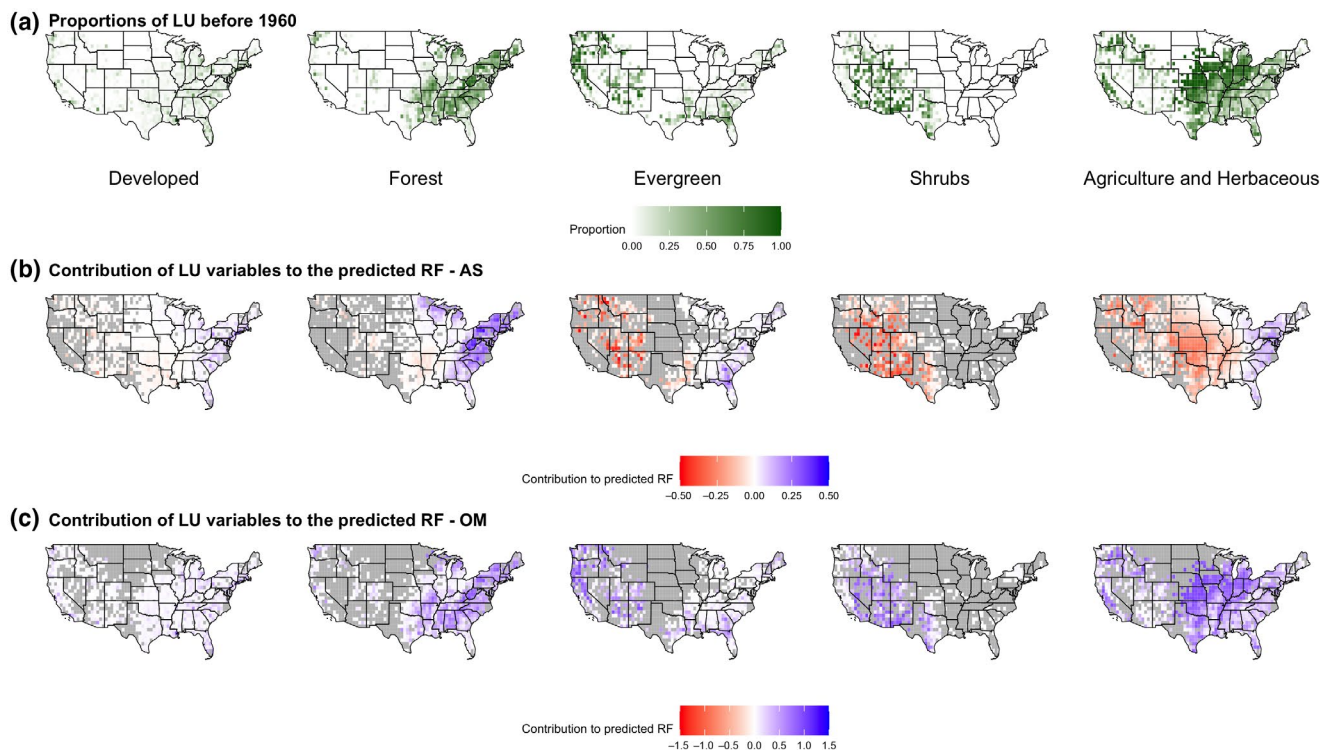 (a) Proportions of LU before 1960
Developed Forest Evergreen Shrubs Agriculture and Herbaceous
Proportion
0.00 0.25 0.50 0.75 1.00
(b) Contribution of LU variables to the predicted RF - AS
Contribution to predicted RF
−0.50 −0.25 0.00 0.25 0.50
(c) Contribution of LU variables to the predicted RF - OM
Contribution to predicted RF
−1.5 −1.0 −0.5 0.0 0.5 1.0 1.5